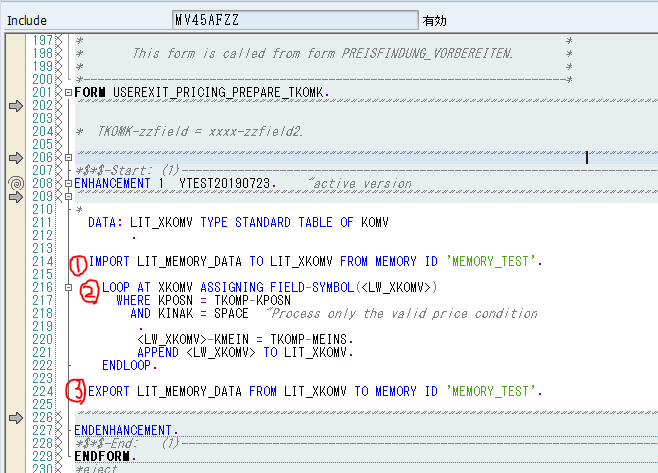 Include MV45AFZZ 有効
197 * *
198 * This form is called from form PREISFINDUNG_VORBEREITEN. *
199 * *
200 *---------------------------------------------------------------------*
201 FORM USEREXIT_PRICING_PREPARE_TKOMK.
202
203
204 * TKOMK-zzfield = xxxx-zzfield2.
205
206
207 *$*$-Start: (1)
208 ENHANCEMENT 1 YTEST20190723. "active version
209
210 *
211 DATA: LIT_XKOMV TYPE STANDARD TABLE OF KOMV
212 .
213
214 ① IMPORT LIT_MEMORY_DATA TO LIT_XKOMV FROM MEMORY ID 'MEMORY_TEST'.
215
216 ② LOOP AT XKOMV ASSIGNING FIELD-SYMBOL(<LW_XKOMV>)
217 WHERE KPOSN = TKOMP-KPOSN
218 AND KINAK = SPACE "Process only the valid price condition
219 .
220 <LW_XKOMV>-KMEIN = TKOMP-MEINS.
221 APPEND <LW_XKOMV> TO LIT_XKOMV.
222 ENDLOOP.
223
224 ③ EXPORT LIT_MEMORY_DATA FROM LIT_XKOMV TO MEMORY ID 'MEMORY_TEST'.
225
226
227 ENDENHANCEMENT.
228 *$*$-End: (1)
229 ENDFORM.
230 *eject